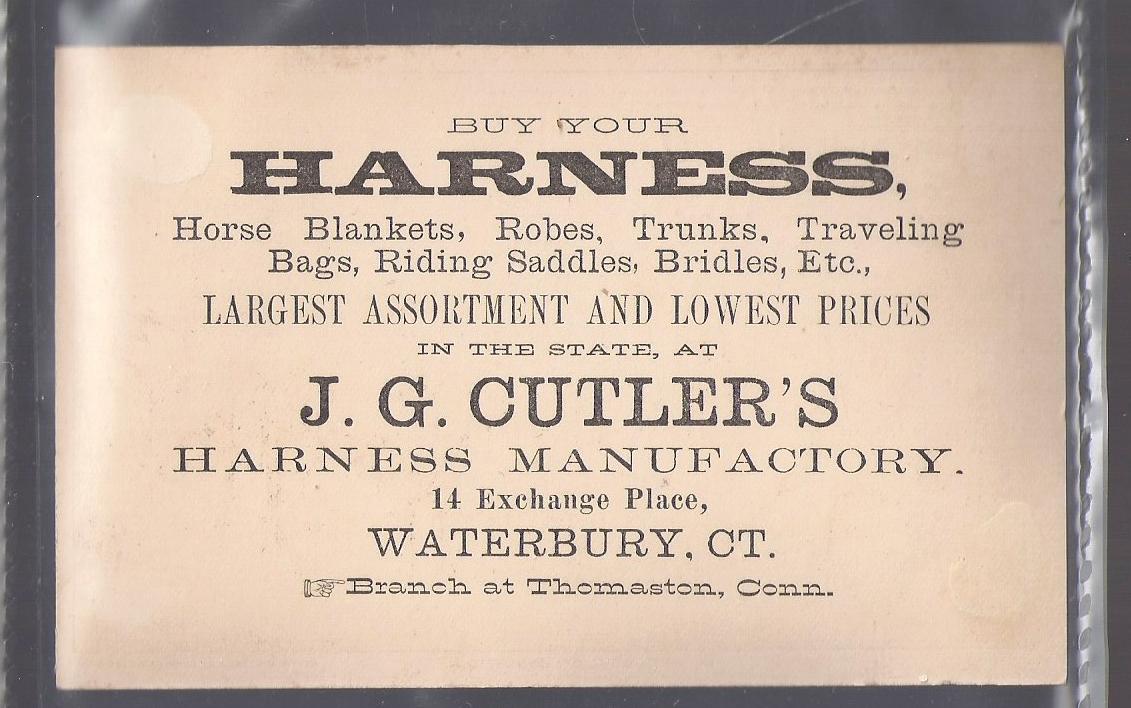 BUY YOUR
HARNESS,
Horse Blankets, Robes, Trunks, Traveling
Bags, Riding Saddles, Bridles, Etc.,
LARGEST ASSORTMENT AND LOWEST PRICES
IN THE STATE, AT
J. G. CUTLER'S
HARNESS MANUFACTORY.
14 Exchange Place,
WATERBURY, CT.
☞Branch at Thomaston, Conn.